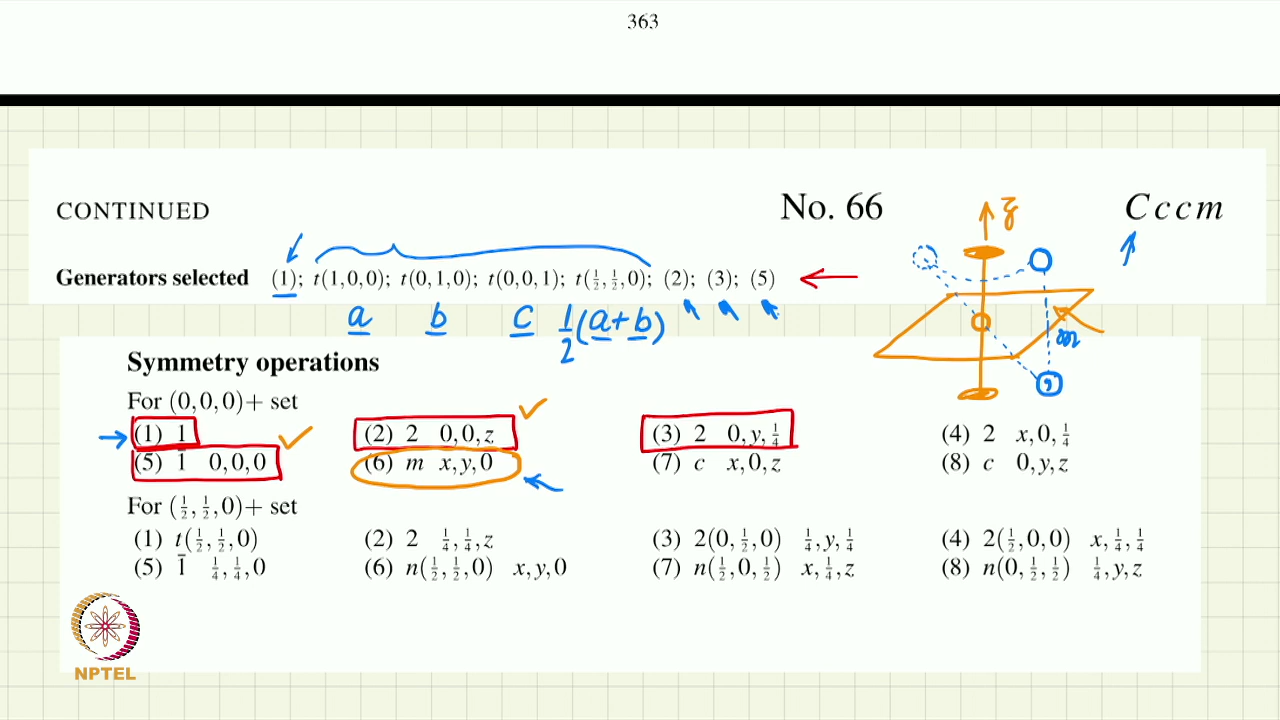 363
CONTINUED No. 66 Cccm
Generators selected (1); t(1,0,0); t(0,1,0); t(0,0,1); t(½,½,0); (2); (3); (5)
a b c ½(a+b)
z
m
Symmetry operations
For (0,0,0)+ set
(1) 1 (2) 2 0,0,z (3) 2 0,y,¼ (4) 2 x,0,¼
(5) 1̄ 0,0,0 (6) m x,y,0 (7) c x,0,z (8) c 0,y,z
For (½,½,0)+ set
(1) t(½,½,0) (2) 2 ¼,¼,z (3) 2(0,½,0) ¼,y,¼ (4) 2(½,0,0) x,¼,¼
(5) 1̄ ¼,¼,0 (6) n(½,½,0) x,y,0 (7) n(½,0,½) x,¼,z (8) n(0,½,½) ¼,y,z
NPTEL